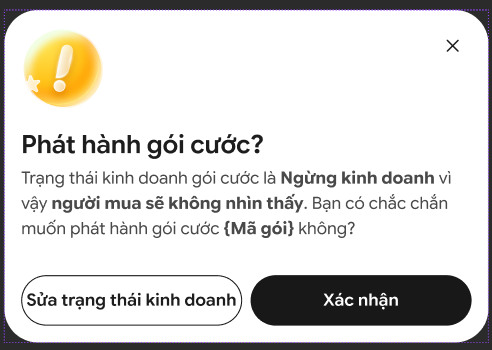 Phát hành gói cước?
Trạng thái kinh doanh gói cước là Ngừng kinh doanh vì
vậy người mua sẽ không nhìn thấy. Bạn có chắc chắn
muốn phát hành gói cước {Mã gói} không?
Sửa trạng thái kinh doanh
Xác nhận